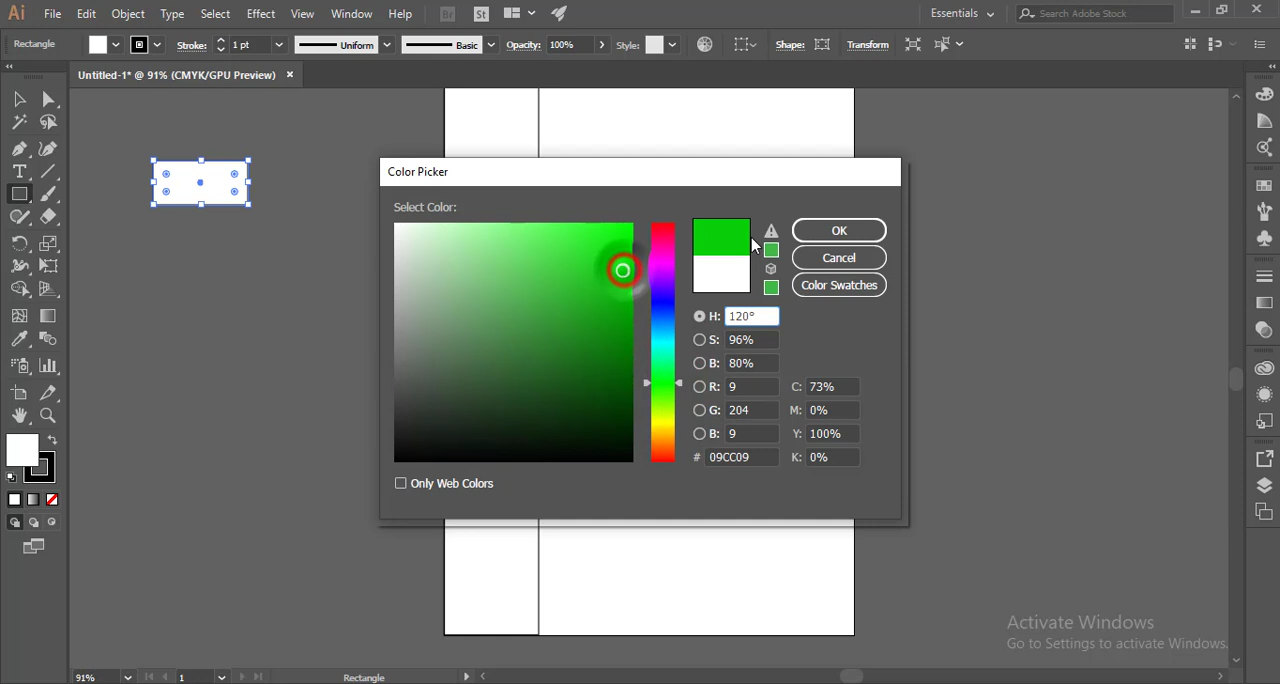 Ai File Edit Object Type Select Effect View Window Help Br St Essentials Search Adobe Stock
Rectangle Stroke: 1 pt Uniform Basic Opacity: 100% Style: Shape: Transform
Untitled-1* @ 91% (CMYK/GPU Preview)
Color Picker
Select Color:
OK
Cancel
Color Swatches
H: 120°
S: 96%
B: 80%
R: 9 C: 73%
G: 204 M: 0%
B: 9 Y: 100%
# 09CC09 K: 0%
Only Web Colors
Activate Windows
Go to Settings to activate Windows.
91% 1 Rectangle